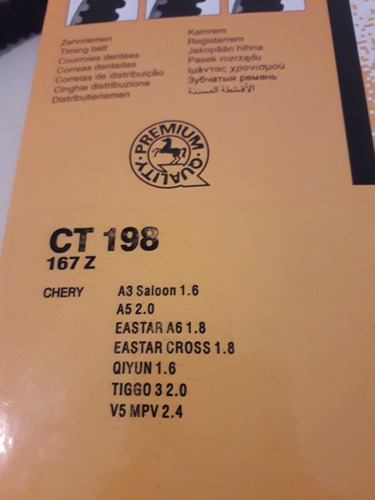 Zahnriemen
Timing belt
Courroies dentées
Correas dentadas
Correias de distribuição
Cinghie distribuzione
Distributieriemen
Kamrem
Registerrem
Jakopään hihna
Pasek rozrządu
Ιμάντας χρονισμού
Зубчатый ремень
الأقشطة المسننة
PREMIUM QUALITY
CT 198
167 Z
CHERY A3 Saloon 1.6
A5 2.0
EASTAR A6 1.8
EASTAR CROSS 1.8
QIYUN 1.6
TIGGO 3 2.0
V5 MPV 2.4